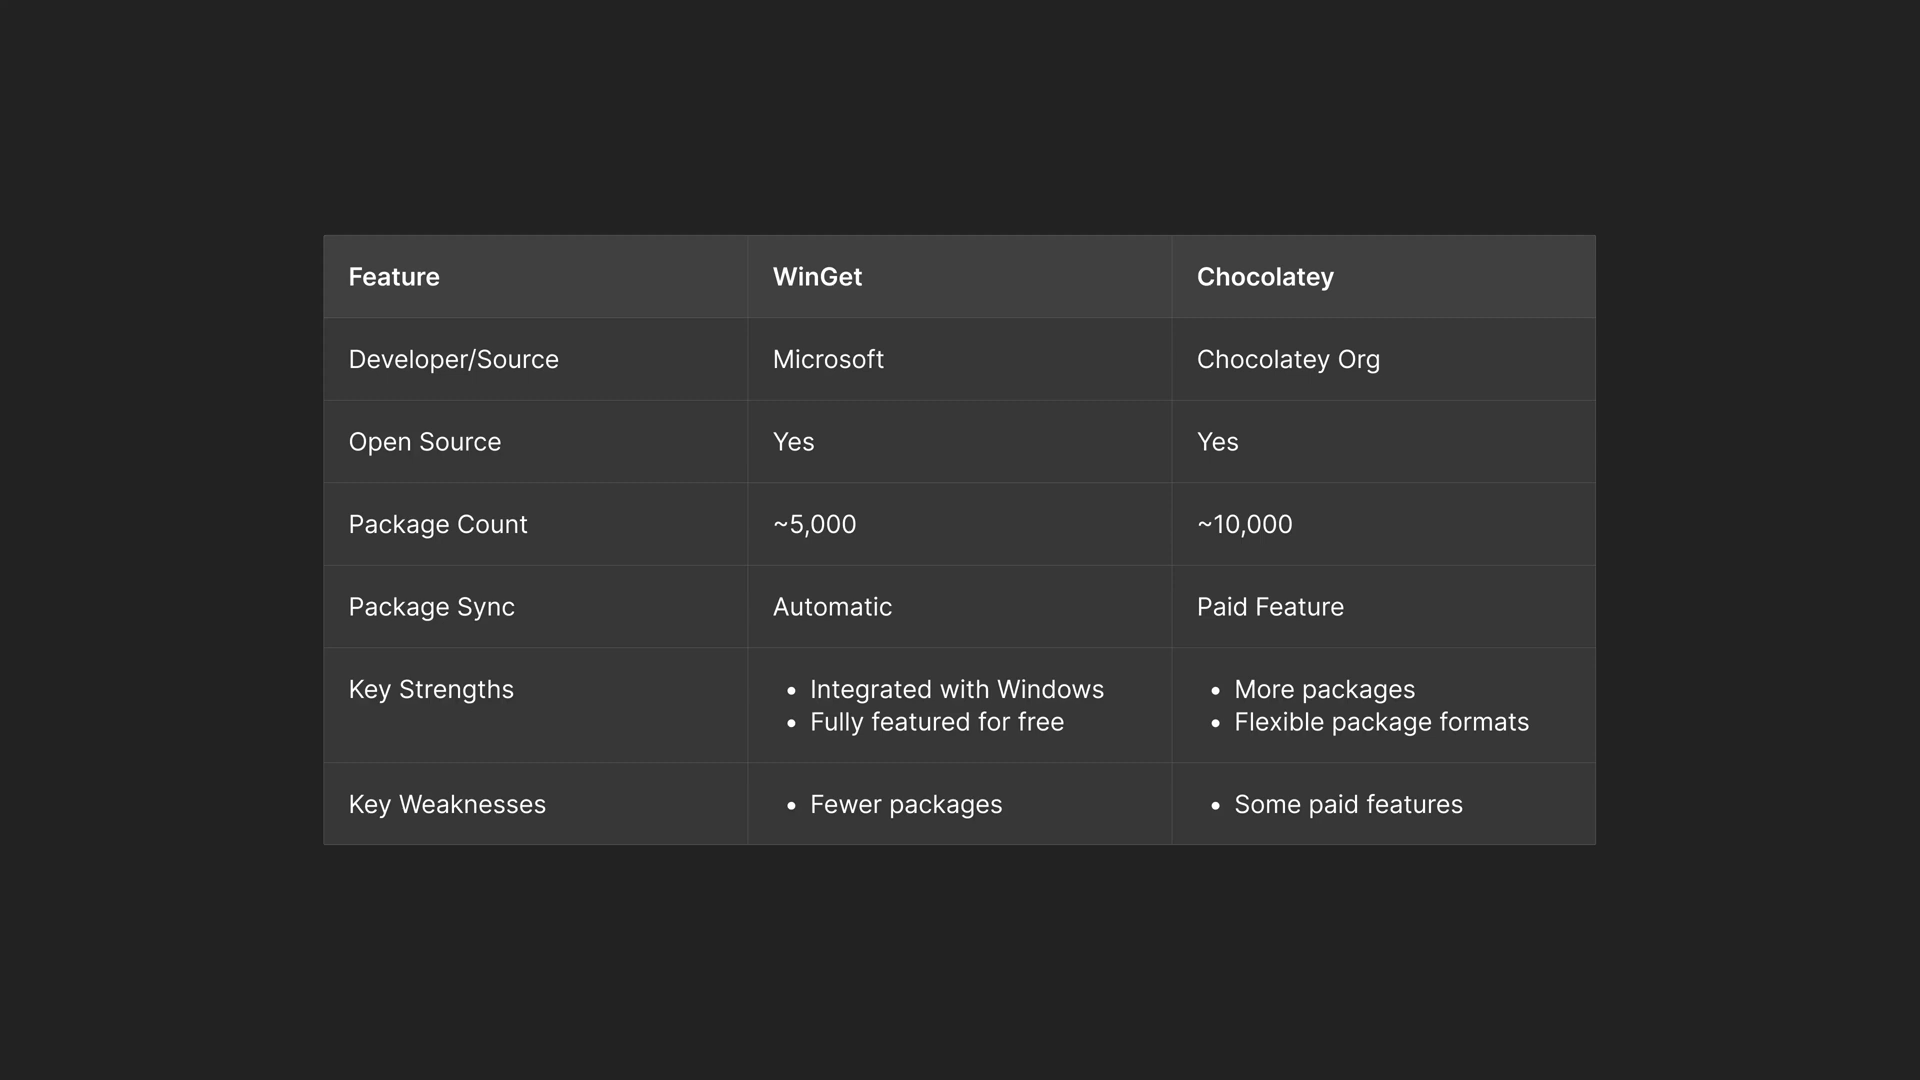 Feature WinGet Chocolatey
Developer/Source Microsoft Chocolatey Org
Open Source Yes Yes
Package Count ~5,000 ~10,000
Package Sync Automatic Paid Feature
Key Strengths • Integrated with Windows • More packages
• Fully featured for free • Flexible package formats
Key Weaknesses • Fewer packages • Some paid features